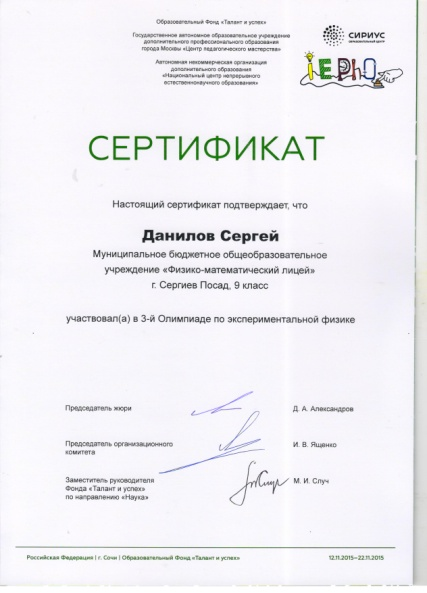 Образовательный Фонд «Талант и успех»
Государственное автономное образовательное учреждение
дополнительного профессионального образования
города Москвы «Центр педагогического мастерства»
Автономная некоммерческая организация
дополнительного образования
«Национальный центр непрерывного
естественнонаучного образования»
СИРИУС
ОБРАЗОВАТЕЛЬНЫЙ ЦЕНТР
iEPhO
СЕРТИФИКАТ
Настоящий сертификат подтверждает, что
Данилов Сергей
Муниципальное бюджетное общеобразовательное
учреждение «Физико-математический лицей»
г. Сергиев Посад, 9 класс
участвовал(а) в 3-й Олимпиаде по экспериментальной физике
Председатель жюри
Д. А. Александров
Председатель организационного
комитета
И. В. Ященко
Заместитель руководителя
Фонда «Талант и успех»
по направлению «Наука»
М. И. Случ
Российская Федерация | г. Сочи | Образовательный Фонд «Талант и успех»
12.11.2015–22.11.2015